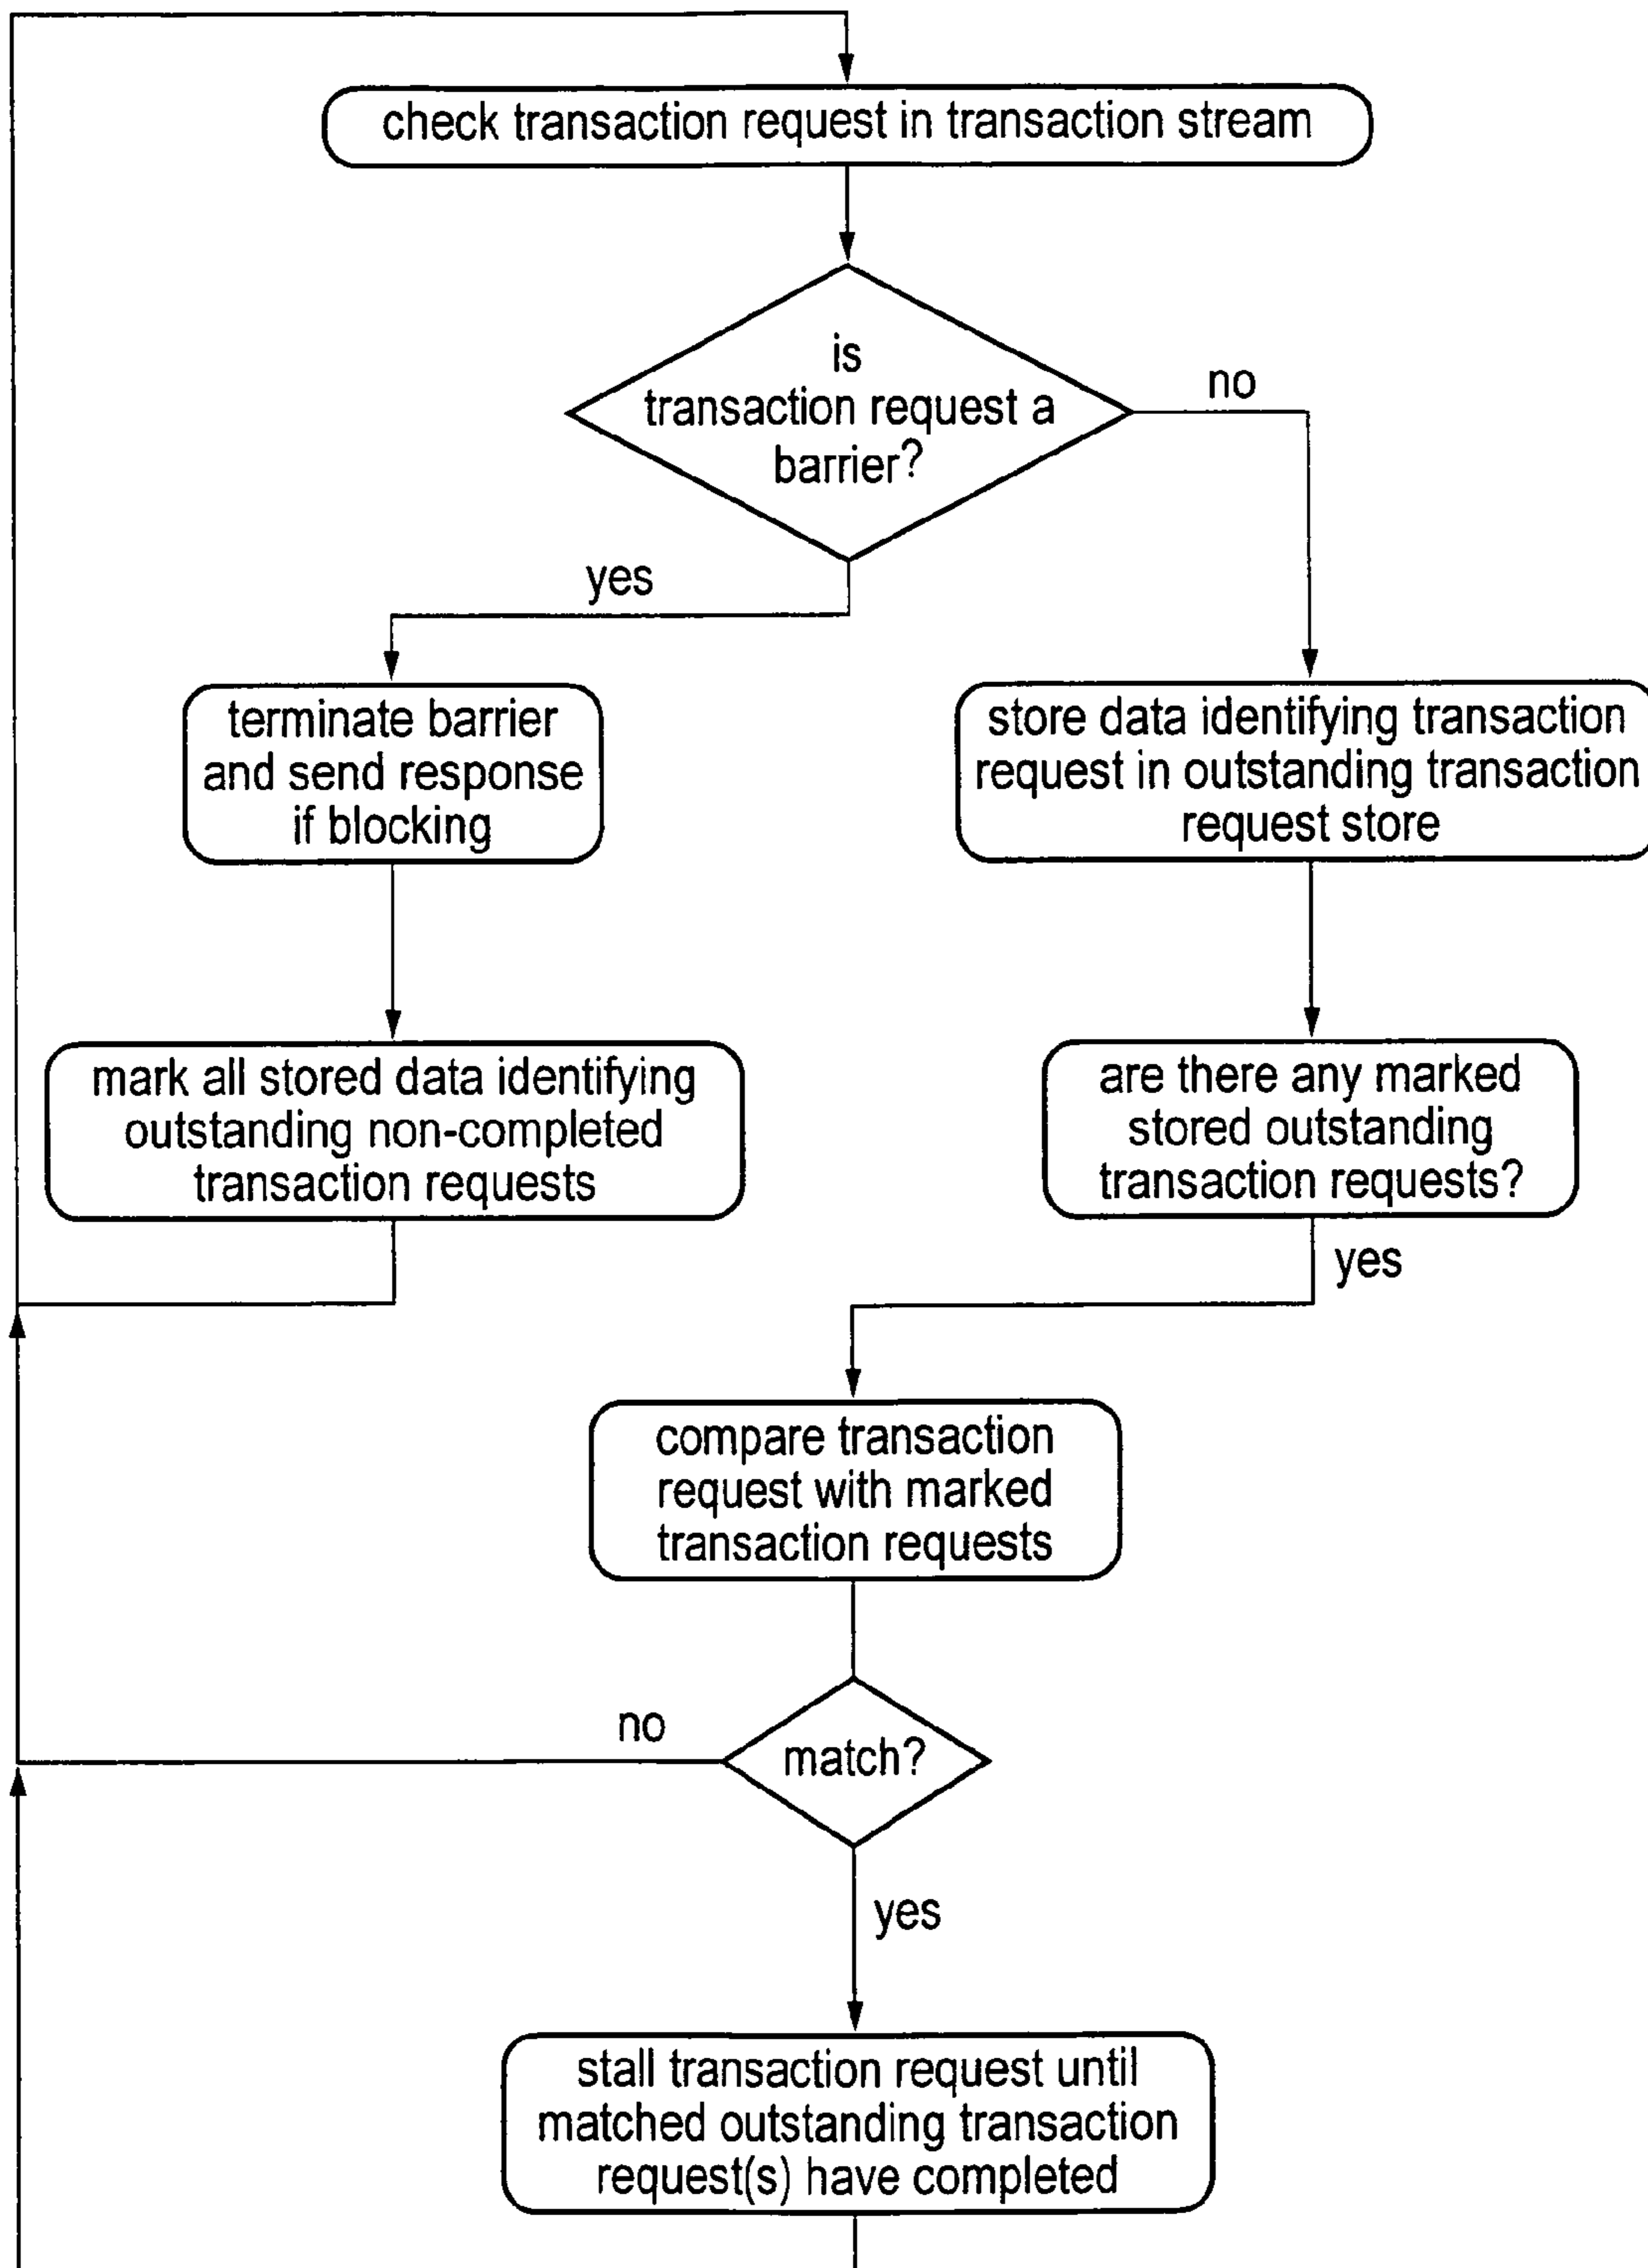 check transaction request in transaction stream
is
transaction request a
barrier?
no
yes
terminate barrier
and send response
if blocking
store data identifying transaction
request in outstanding transaction
request store
mark all stored data identifying
outstanding non-completed
transaction requests
are there any marked
stored outstanding
transaction requests?
yes
compare transaction
request with marked
transaction requests
no
match?
yes
stall transaction request until
matched outstanding transaction
request(s) have completed